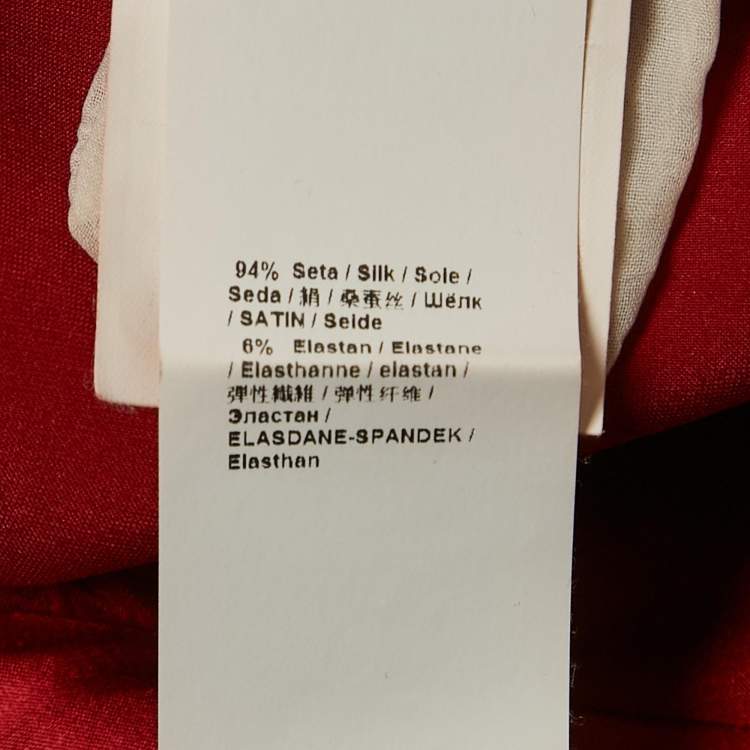 94% Seta / Silk / Sole /
Seda / 絹 / 桑蚕丝 / Шёлк
/ SATIN / Seide
6% Elastan / Elastane
/ Elasthanne / elastan /
弹性纖維 / 弹性纤维 /
Эластан /
ELASDANE-SPANDEK /
Elasthan